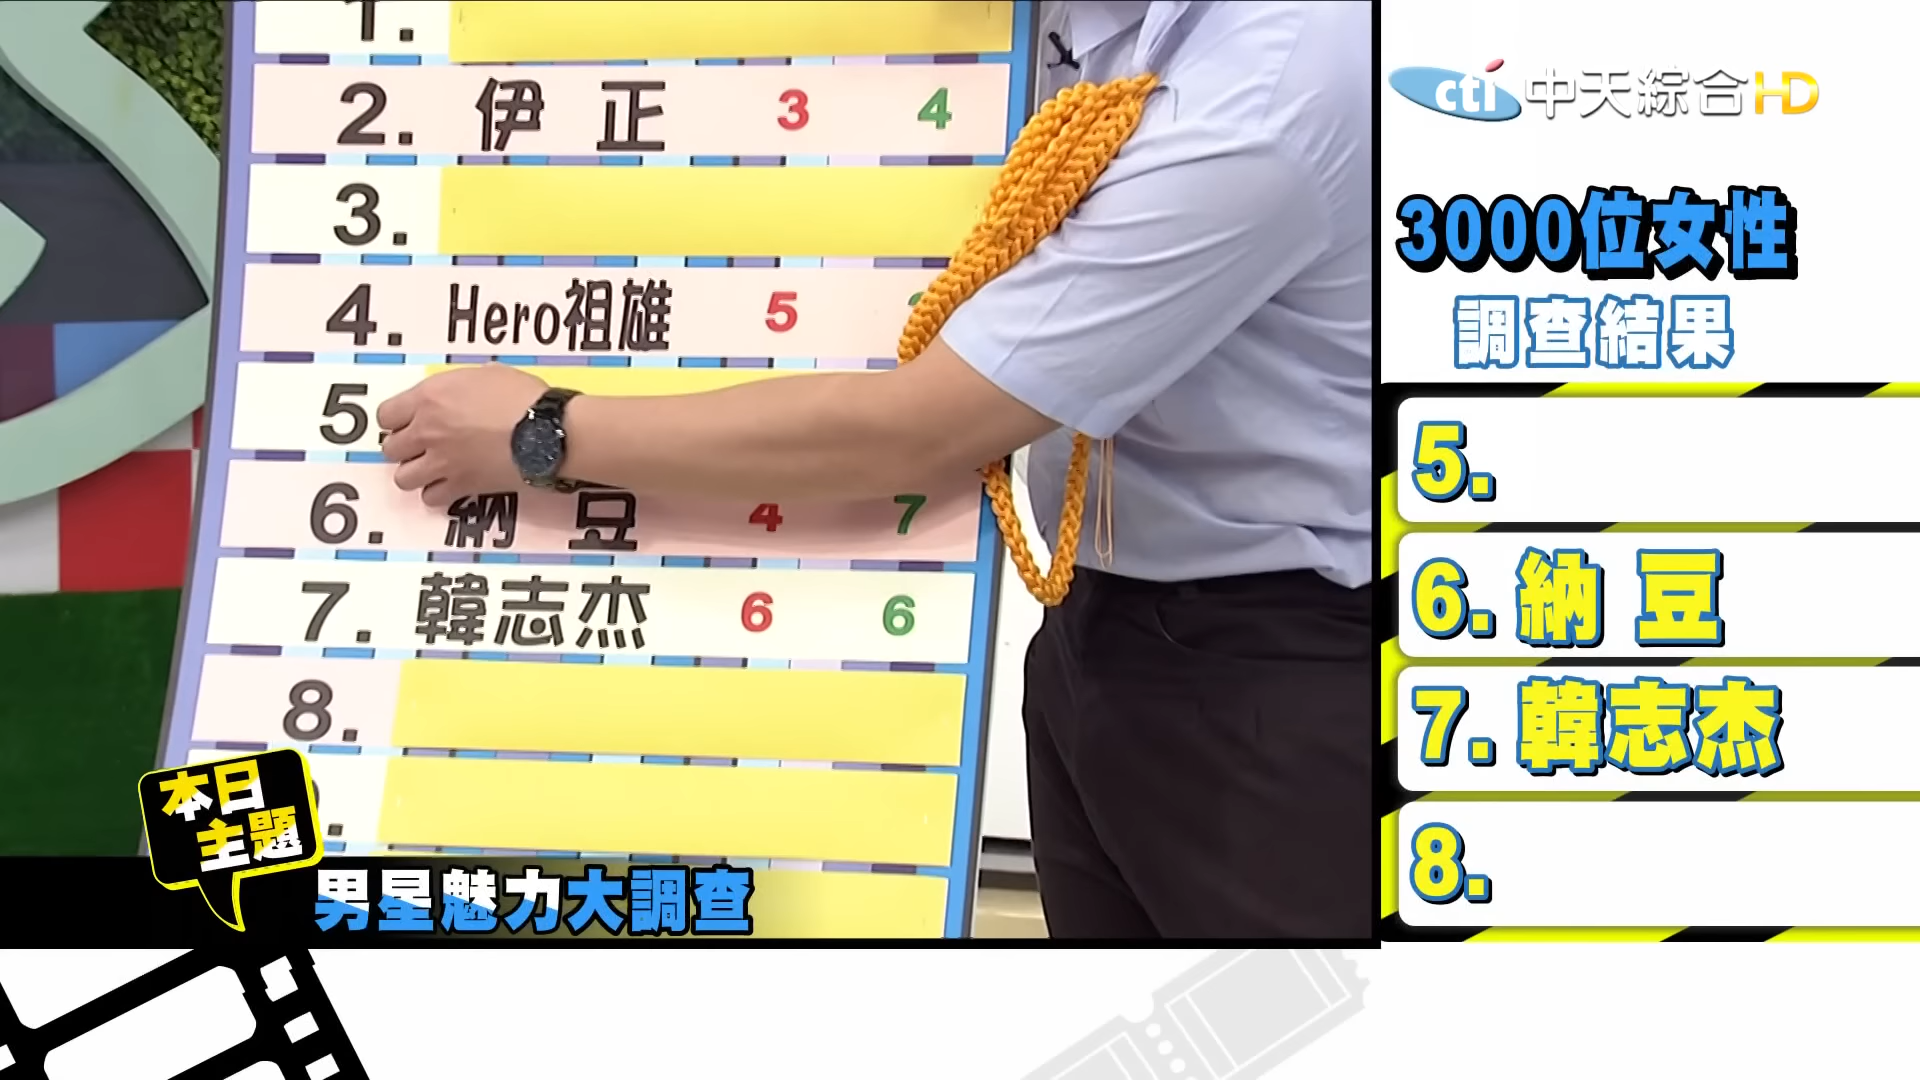 1.
2. 伊 正 3 4
3.
4. Hero祖雄 5
5.
6. 納 豆 4 7
7. 韓志杰 6 6
8.
本日
主題
男星魅力大調查
cti 中天綜合HD
3000位女性
調查結果
5.
6. 納 豆
7. 韓志杰
8.